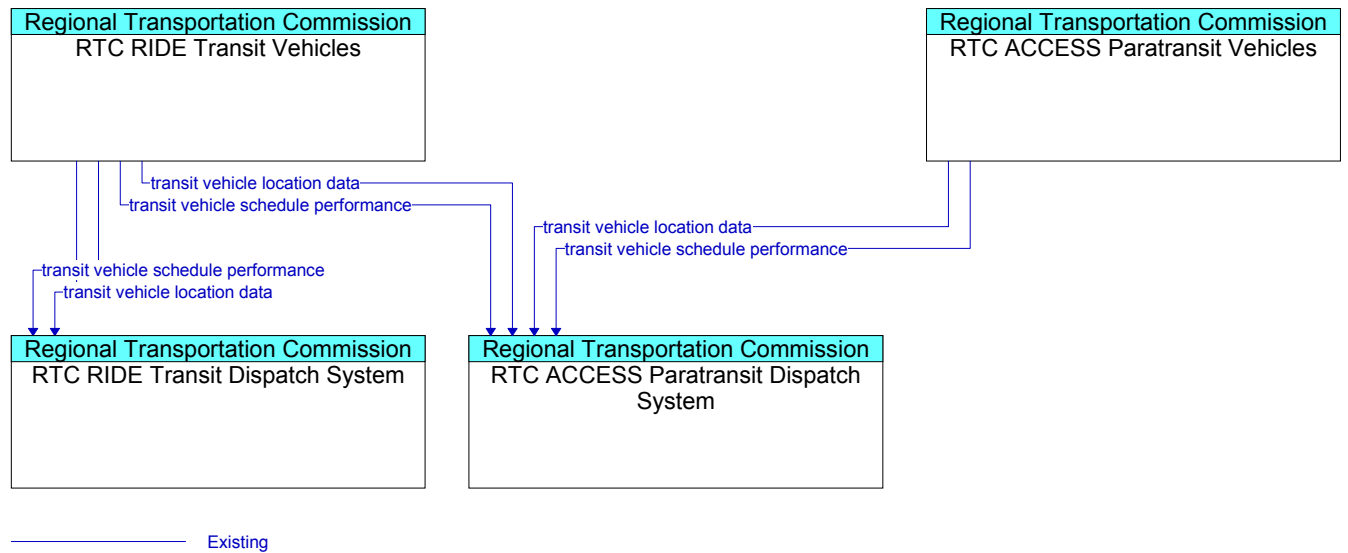 Regional Transportation Commission
RTC RIDE Transit Vehicles
Regional Transportation Commission
RTC ACCESS Paratransit Vehicles
transit vehicle location data
transit vehicle schedule performance
transit vehicle location data
transit vehicle schedule performance
transit vehicle schedule performance
transit vehicle location data
Regional Transportation Commission
RTC RIDE Transit Dispatch System
Regional Transportation Commission
RTC ACCESS Paratransit Dispatch
System
Existing